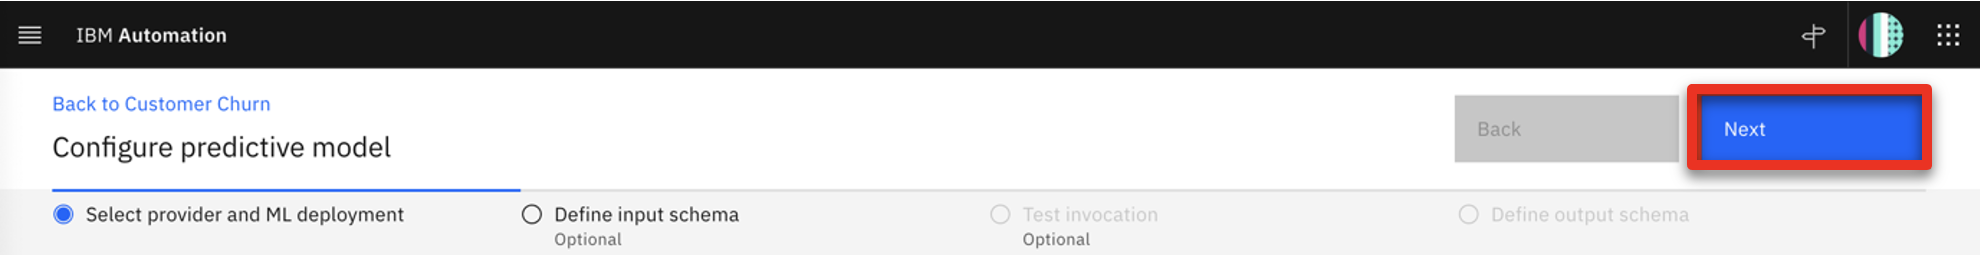 IBM Automation
Back to Customer Churn
Configure predictive model
Back
Next
Select provider and ML deployment
Define input schema
Optional
Test invocation
Optional
Define output schema